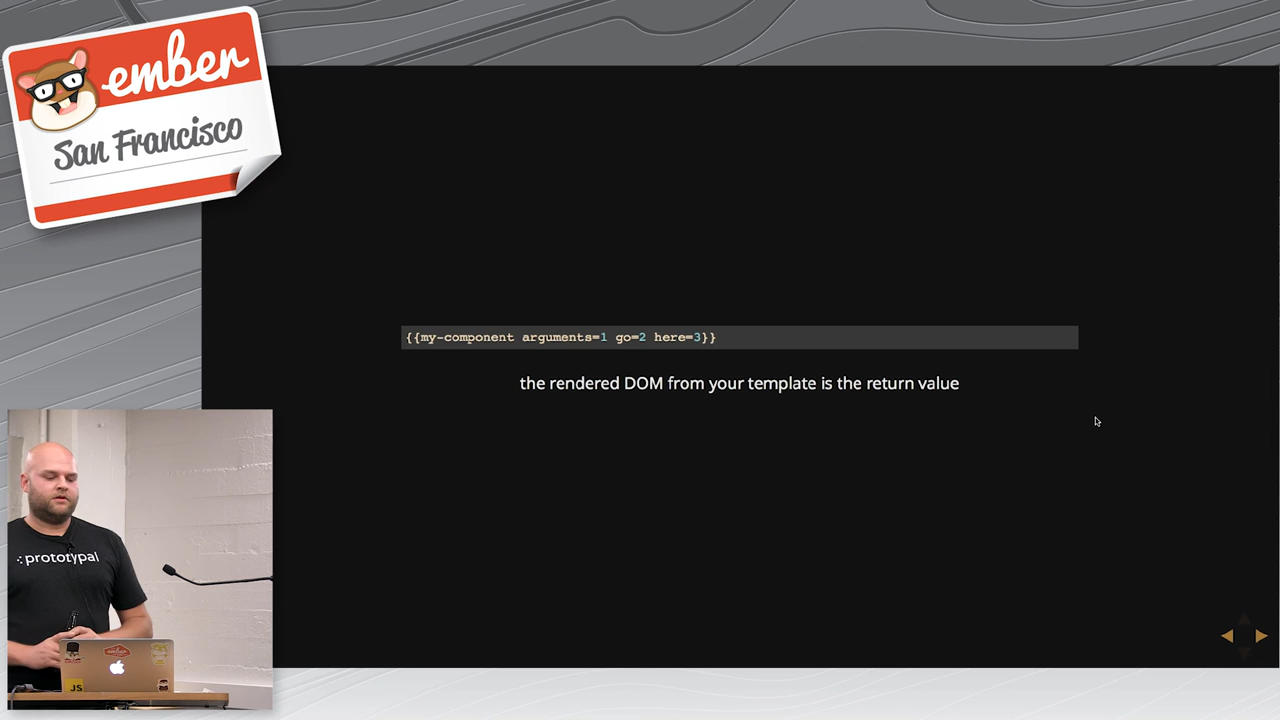 ember
San Francisco
{{my-component arguments=1 go=2 here=3}}
the rendered DOM from your template is the return value
prototypal
JS